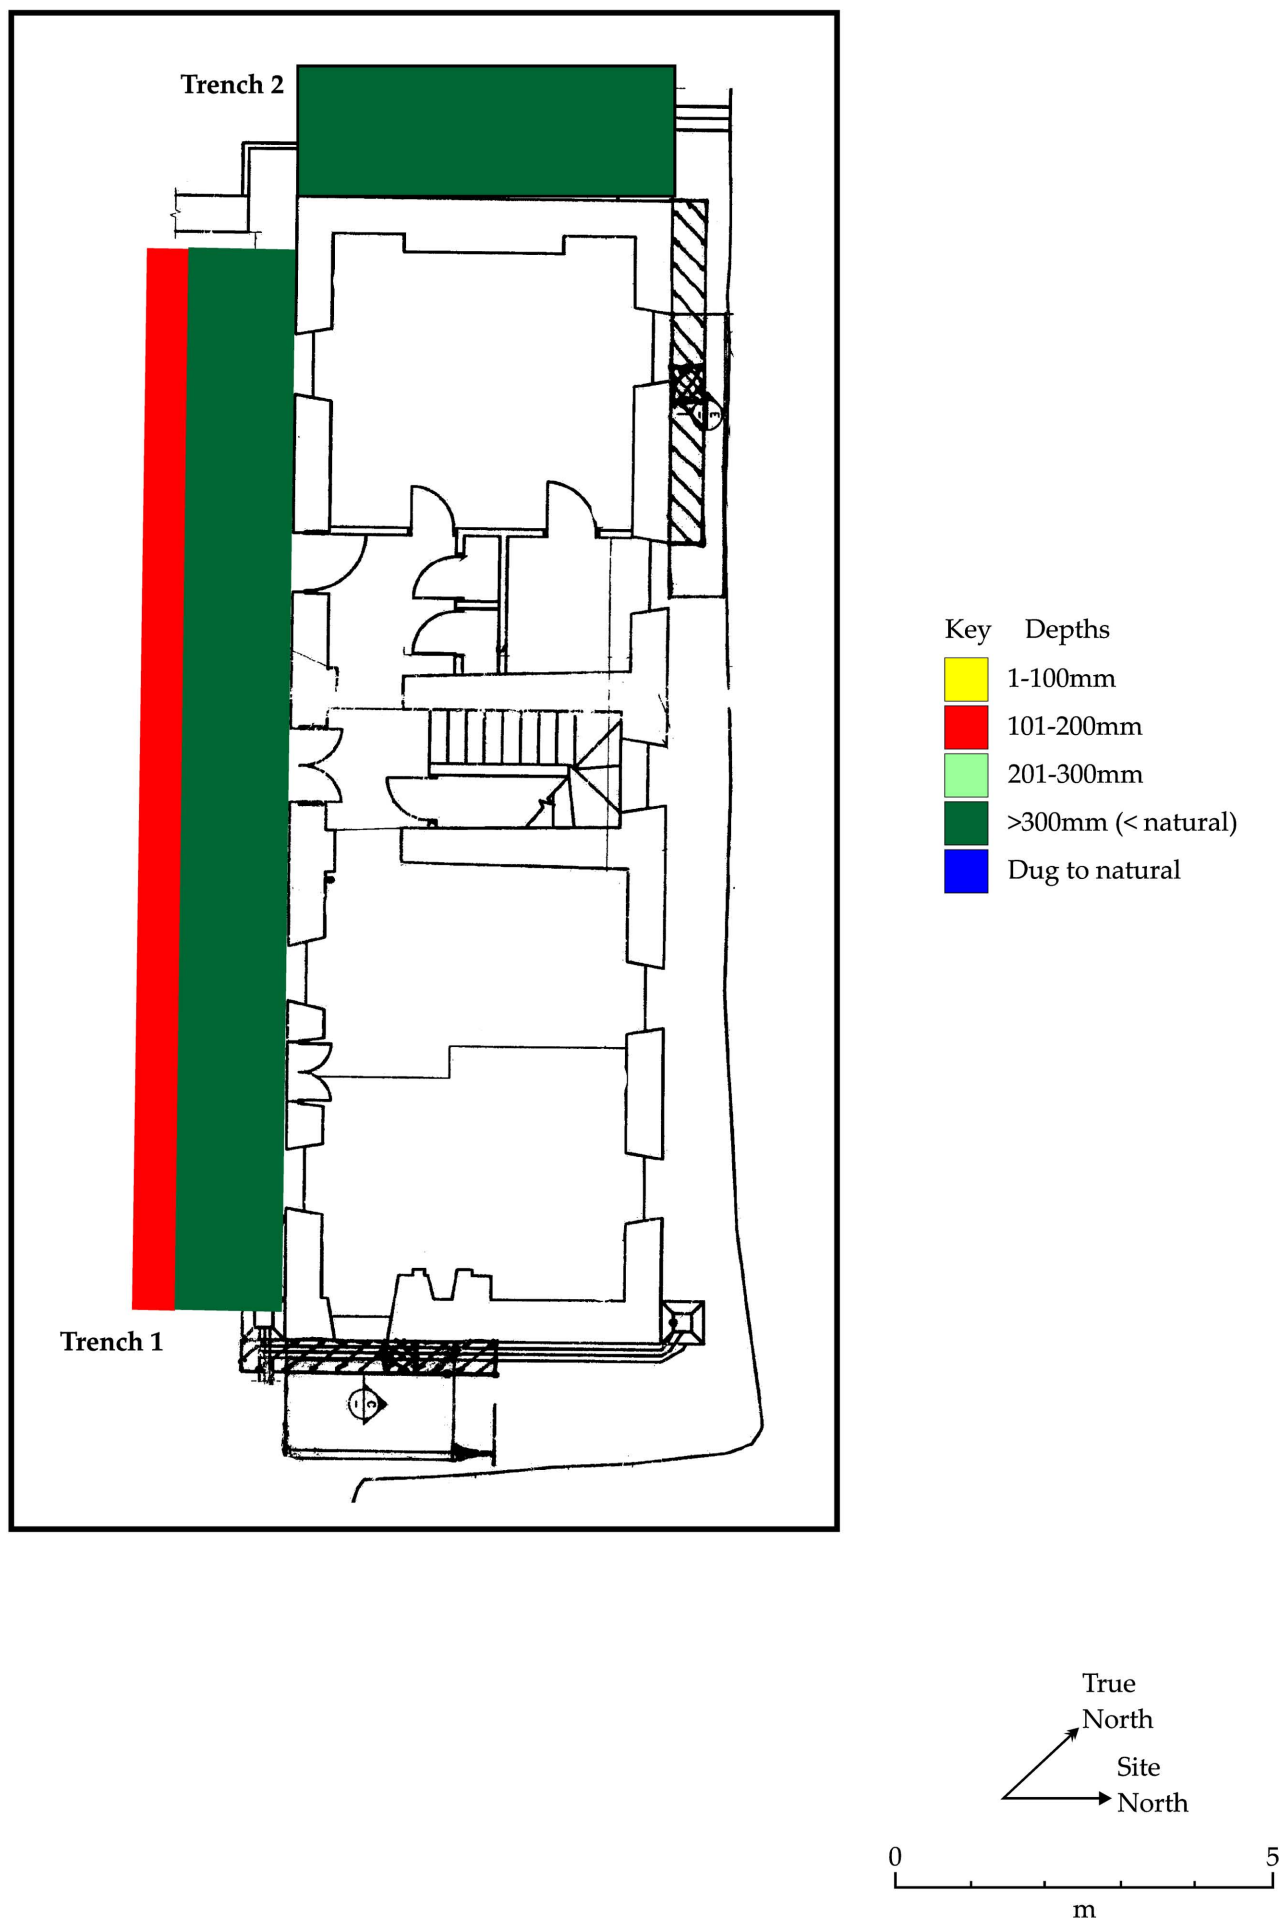 Trench 2
Trench 1
Key Depths
1-100mm
101-200mm
201-300mm
>300mm (< natural)
Dug to natural
True
North
Site
North
0 5
m